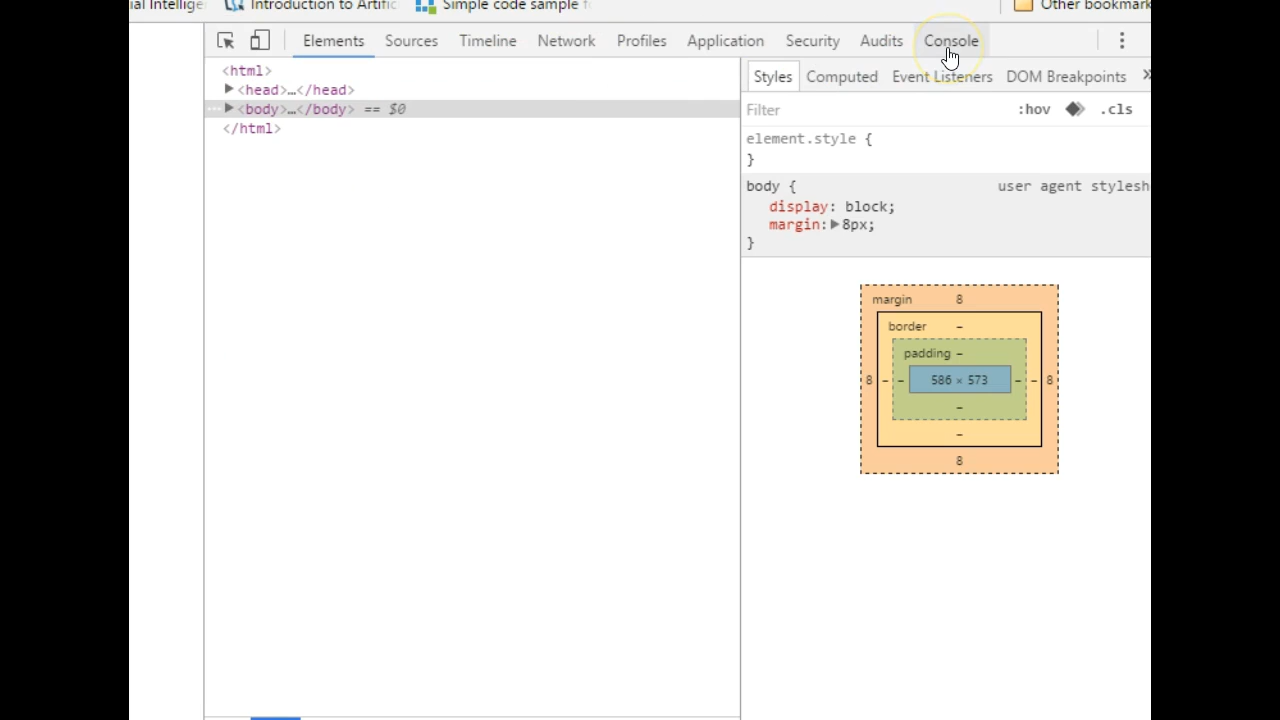 ial Intellige Introduction to Artific Simple code sample f Other bookmark
Elements Sources Timeline Network Profiles Application Security Audits Console
<html>
<head>…</head>
<body>…</body> == $0
</html>
Styles Computed Event Listeners DOM Breakpoints »
Filter :hov .cls
element.style {
}
body { user agent stylesh
display: block;
margin: 8px;
}
margin 8
border –
padding –
8 – – 586 × 573 – – 8
–
–
8